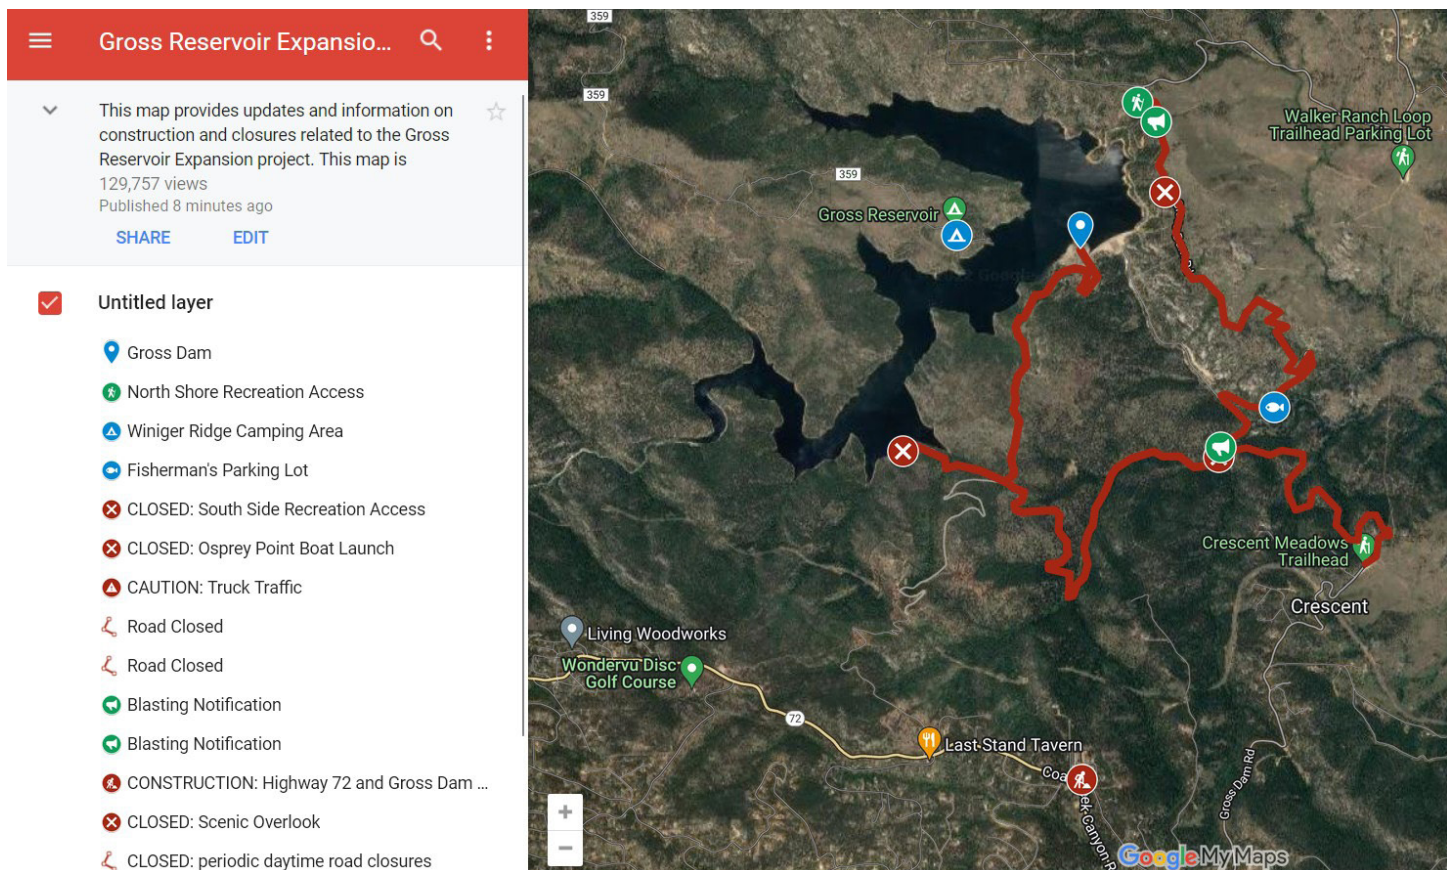 Gross Reservoir Expansio...
This map provides updates and information on
construction and closures related to the Gross
Reservoir Expansion project. This map is
129,757 views
Published 8 minutes ago
SHARE
EDIT
Untitled layer
Gross Dam
North Shore Recreation Access
Winiger Ridge Camping Area
Fisherman's Parking Lot
CLOSED: South Side Recreation Access
CLOSED: Osprey Point Boat Launch
CAUTION: Truck Traffic
Road Closed
Road Closed
Blasting Notification
Blasting Notification
CONSTRUCTION: Highway 72 and Gross Dam ...
CLOSED: Scenic Overlook
CLOSED: periodic daytime road closures
359
359
Walker Ranch Loop
Trailhead Parking Lot
359
Gross Reservoir
Crescent Meadows
Trailhead
Crescent
Living Woodworks
Wondervu Disc
Golf Course
72
Last Stand Tavern
Gross Dam Rd
Google My Maps